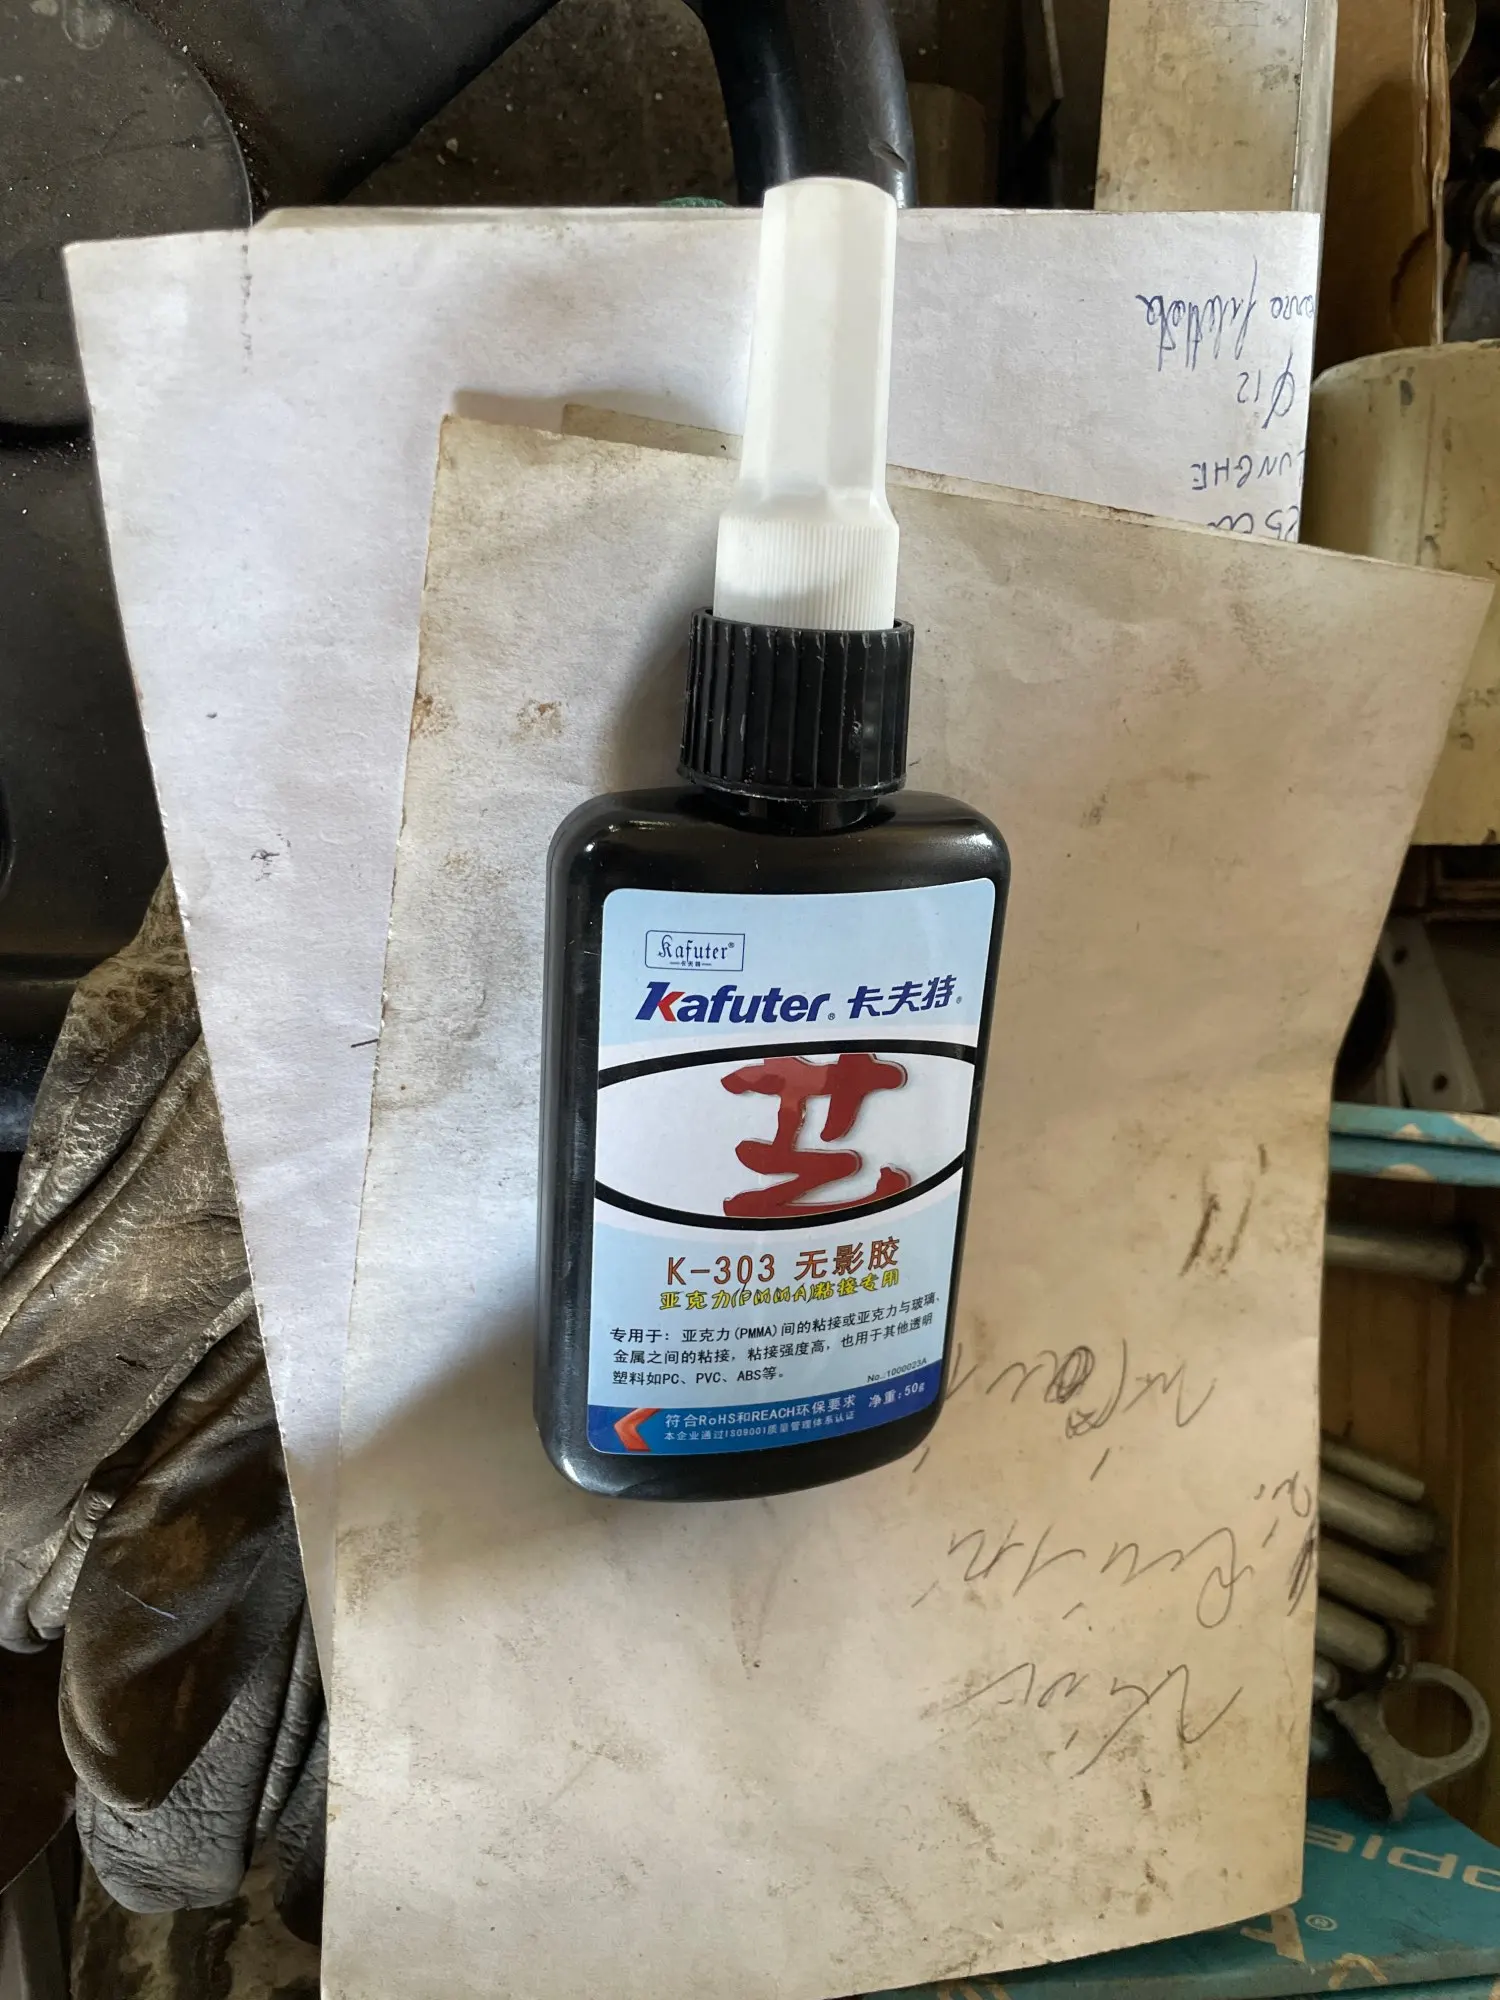 Kafuter®
卡夫特
Kafuter® 卡夫特®
艺
K-303 无影胶
亚克力(PMMA)粘接专用
专用于：亚克力(PMMA)间的粘接或亚克力与玻璃、
金属之间的粘接，粘接强度高，也用于其他透明
塑料如PC、PVC、ABS等。
No.:1000023A
符合RoHS和REACH环保要求 净重:50g
本企业通过ISO9001质量管理体系认证
Ø12